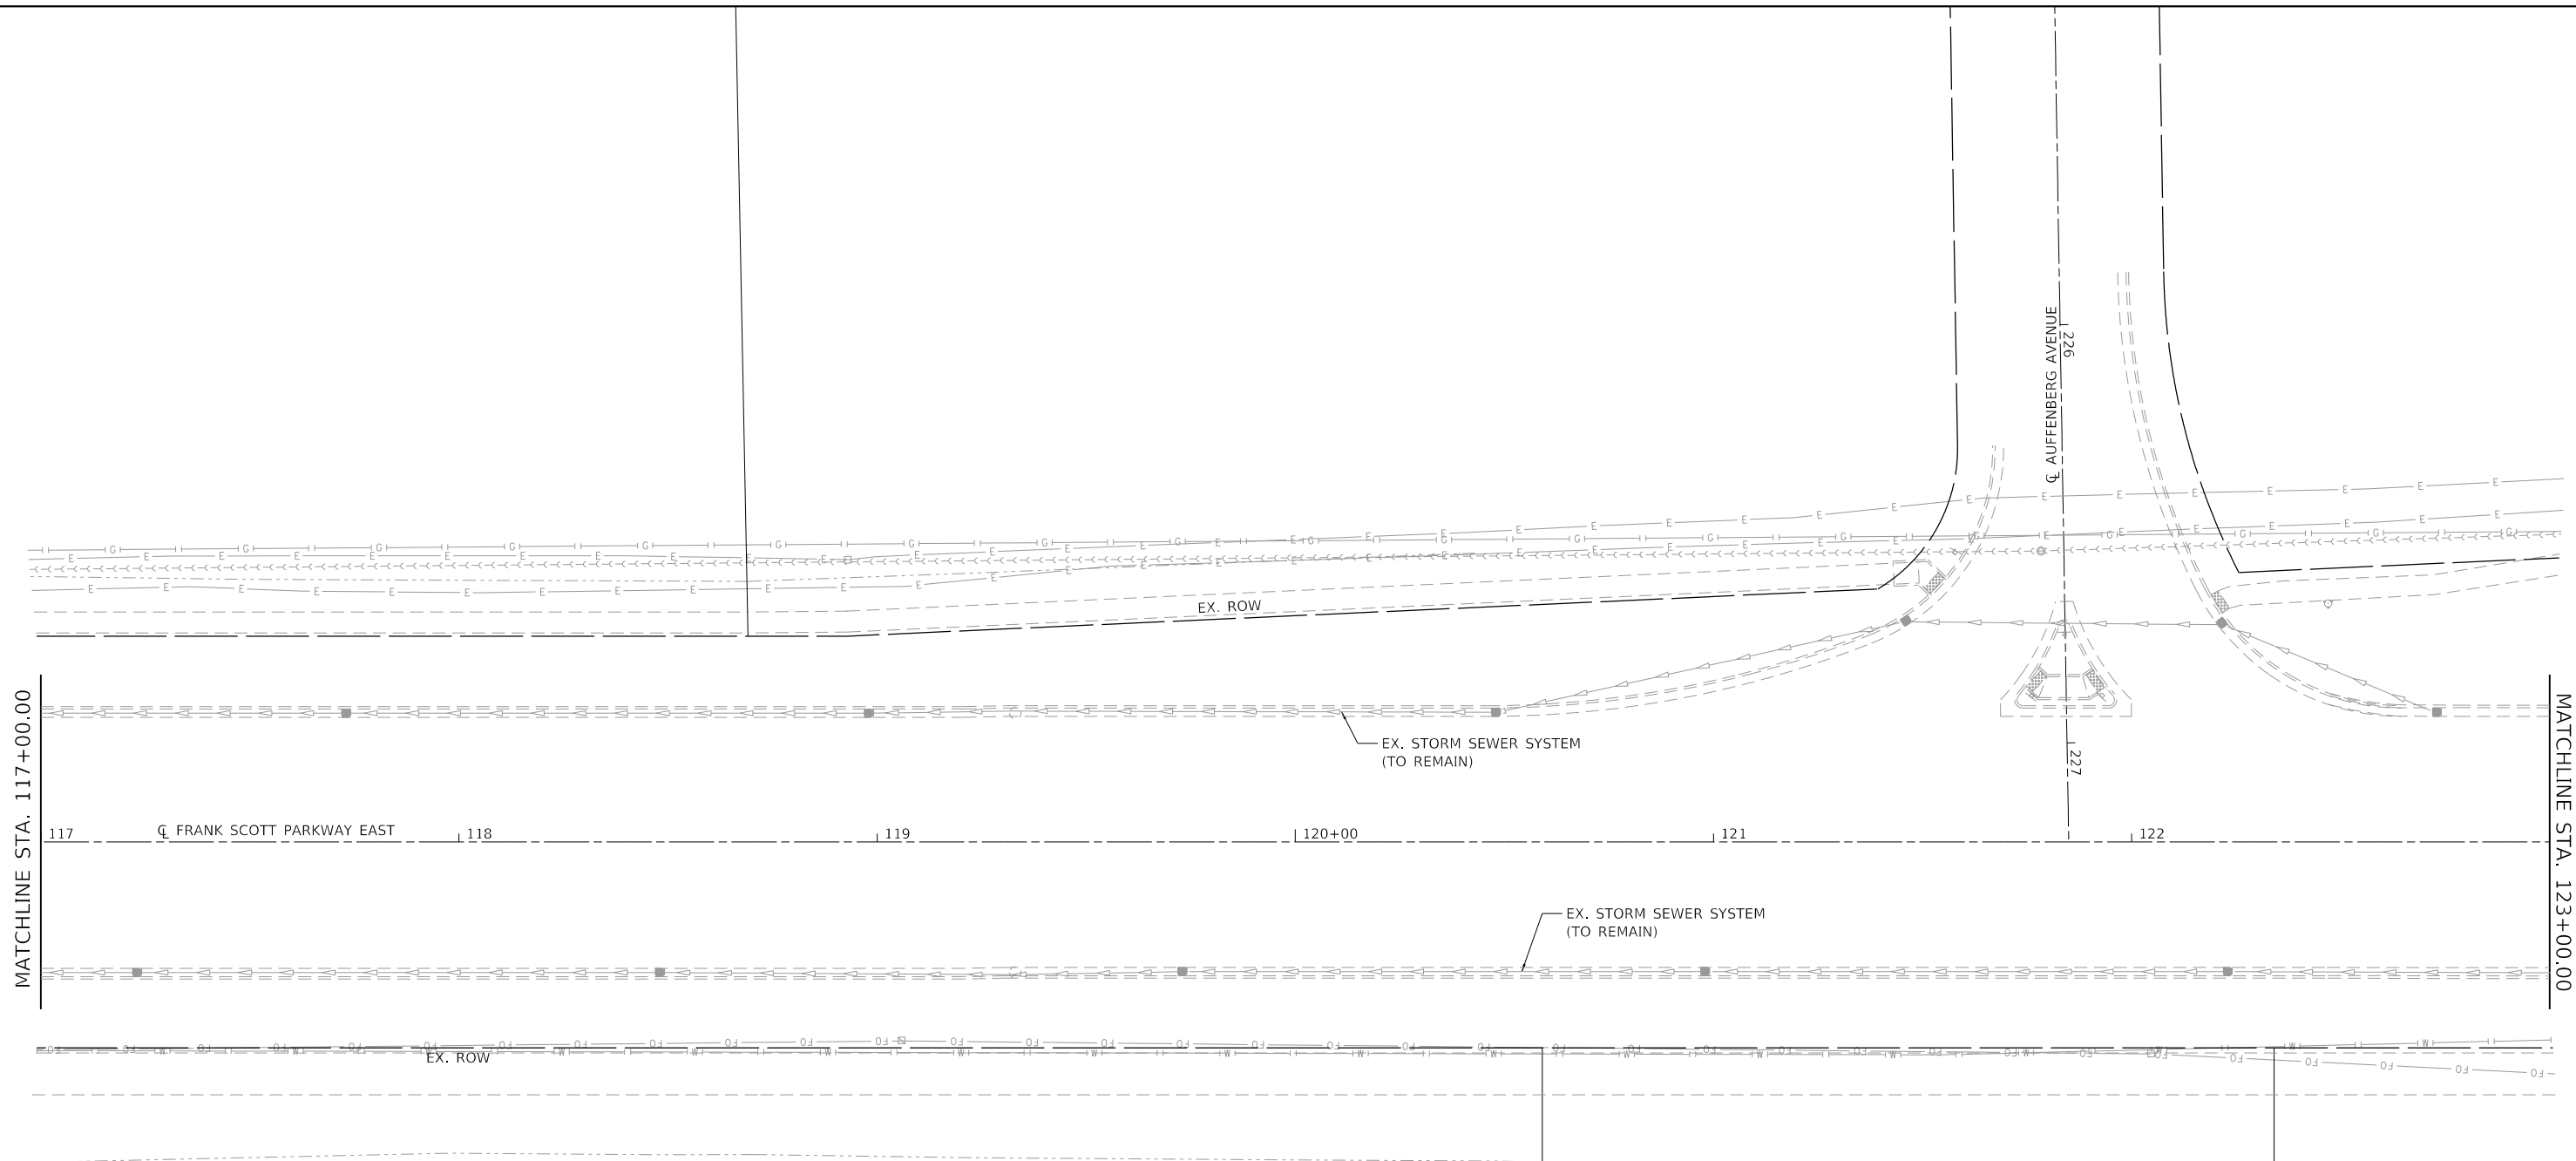 ℄ AUFFENBERG AVENUE
226
EX. ROW
EX. STORM SEWER SYSTEM
(TO REMAIN)
227
MATCHLINE STA. 117+00.00
MATCHLINE STA. 123+00.00
117
℄ FRANK SCOTT PARKWAY EAST
118
119
120+00
121
122
EX. STORM SEWER SYSTEM
(TO REMAIN)
EX. ROW